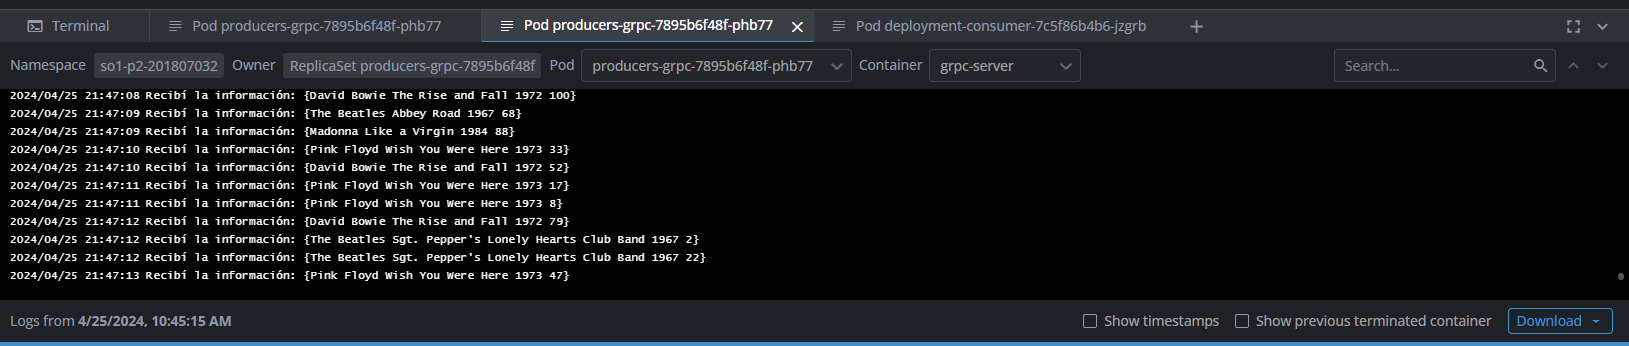 Terminal Pod producers-grpc-7895b6f48f-phb77 Pod producers-grpc-7895b6f48f-phb77 Pod deployment-consumer-7c5f86b4b6-jzgrb
Namespace so1-p2-201807032 Owner ReplicaSet producers-grpc-7895b6f48f Pod producers-grpc-7895b6f48f-phb77 Container grpc-server Search...
2024/04/25 21:47:08 Recibí la información: {David Bowie The Rise and Fall 1972 100}
2024/04/25 21:47:09 Recibí la información: {The Beatles Abbey Road 1967 68}
2024/04/25 21:47:09 Recibí la información: {Madonna Like a Virgin 1984 88}
2024/04/25 21:47:10 Recibí la información: {Pink Floyd Wish You Were Here 1973 33}
2024/04/25 21:47:10 Recibí la información: {David Bowie The Rise and Fall 1972 52}
2024/04/25 21:47:11 Recibí la información: {Pink Floyd Wish You Were Here 1973 17}
2024/04/25 21:47:11 Recibí la información: {Pink Floyd Wish You Were Here 1973 8}
2024/04/25 21:47:12 Recibí la información: {David Bowie The Rise and Fall 1972 79}
2024/04/25 21:47:12 Recibí la información: {The Beatles Sgt. Pepper's Lonely Hearts Club Band 1967 2}
2024/04/25 21:47:12 Recibí la información: {The Beatles Sgt. Pepper's Lonely Hearts Club Band 1967 22}
2024/04/25 21:47:13 Recibí la información: {Pink Floyd Wish You Were Here 1973 47}
Logs from 4/25/2024, 10:45:15 AM Show timestamps Show previous terminated container Download